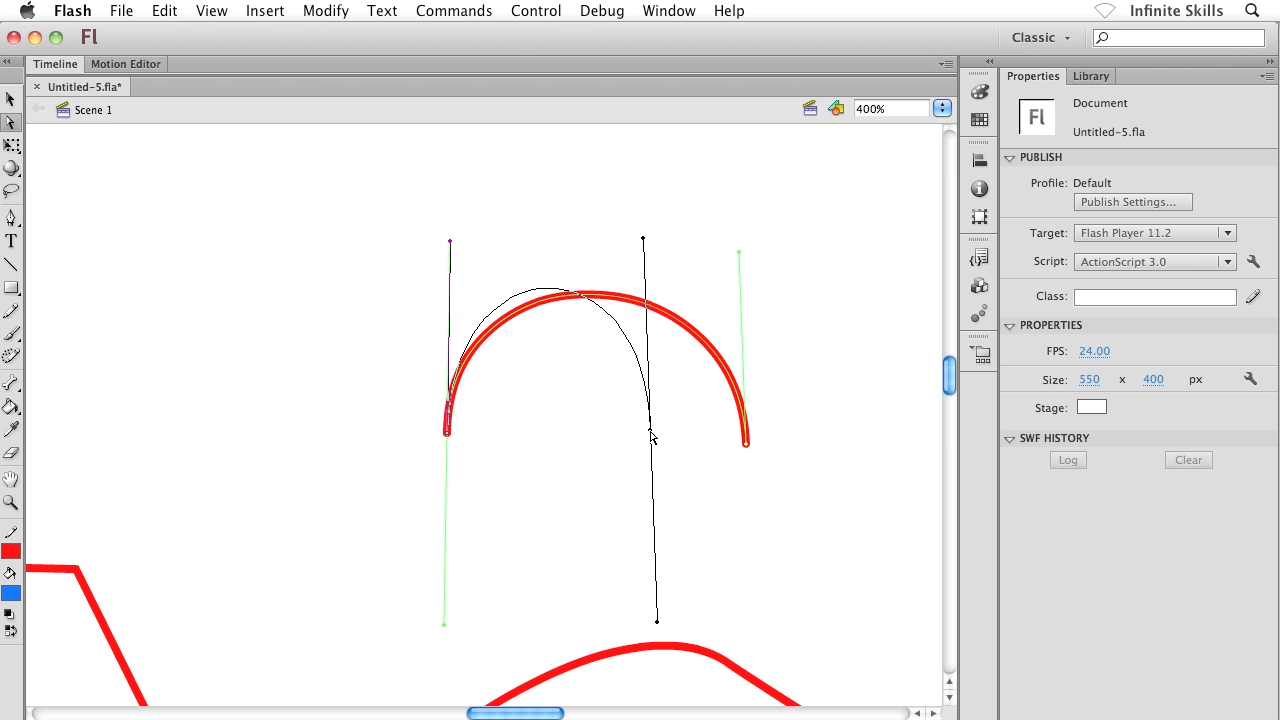 Flash File Edit View Insert Modify Text Commands Control Debug Window Help Infinite Skills
Fl Classic
Timeline Motion Editor
Untitled-5.fla*
Scene 1 400%
Properties Library
Fl
Document
Untitled-5.fla
PUBLISH
Profile: Default
Publish Settings...
Target: Flash Player 11.2
Script: ActionScript 3.0
Class:
PROPERTIES
FPS: 24.00
Size: 550 x 400 px
Stage:
SWF HISTORY
Log Clear
T